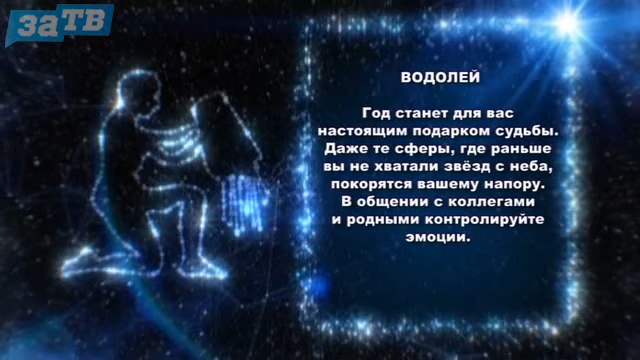 заТВ
ВОДОЛЕЙ
Год станет для вас
настоящим подарком судьбы.
Даже те сферы, где раньше
вы не хватали звёзд с неба,
покорятся вашему напору.
В общении с коллегами
и родными контролируйте
эмоции.